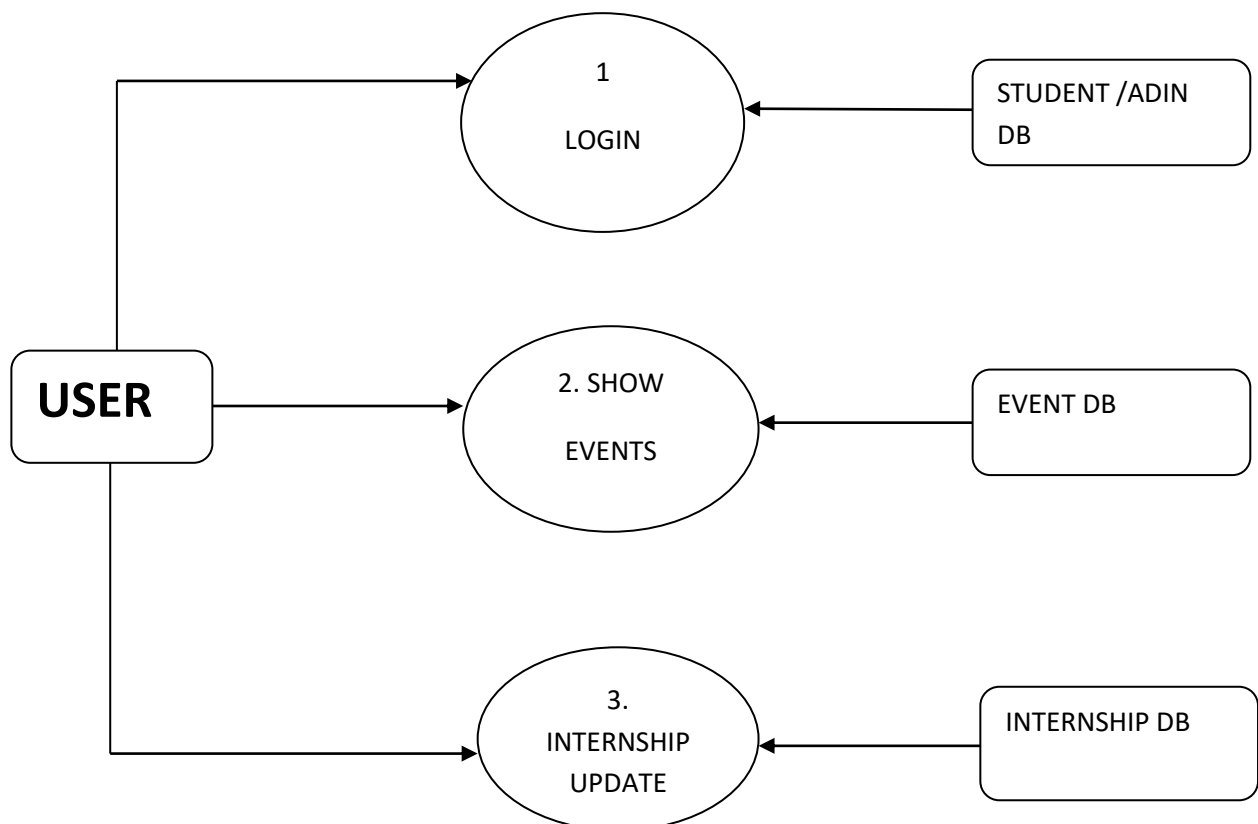 1
LOGIN
STUDENT /ADIN
DB
USER
2. SHOW
EVENTS
EVENT DB
3.
INTERNSHIP
UPDATE
INTERNSHIP DB